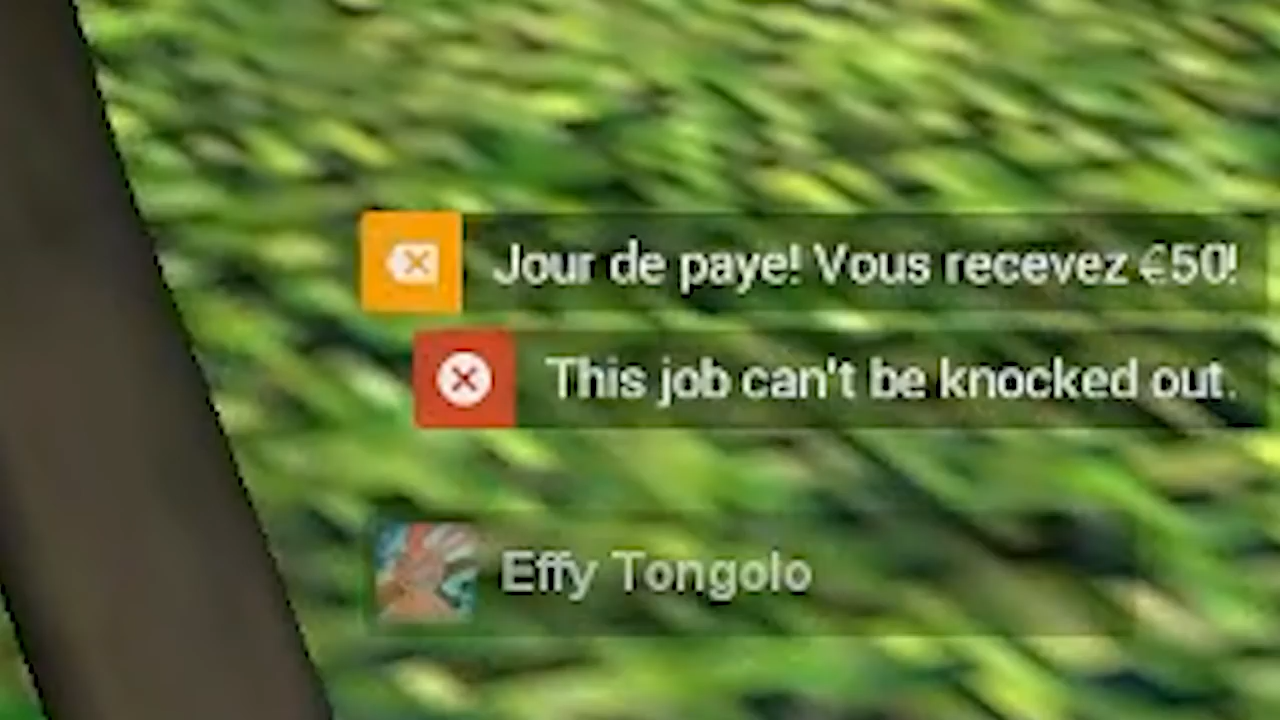 Jour de paye! Vous recevez €50!
This job can't be knocked out.
Effy Tongolo